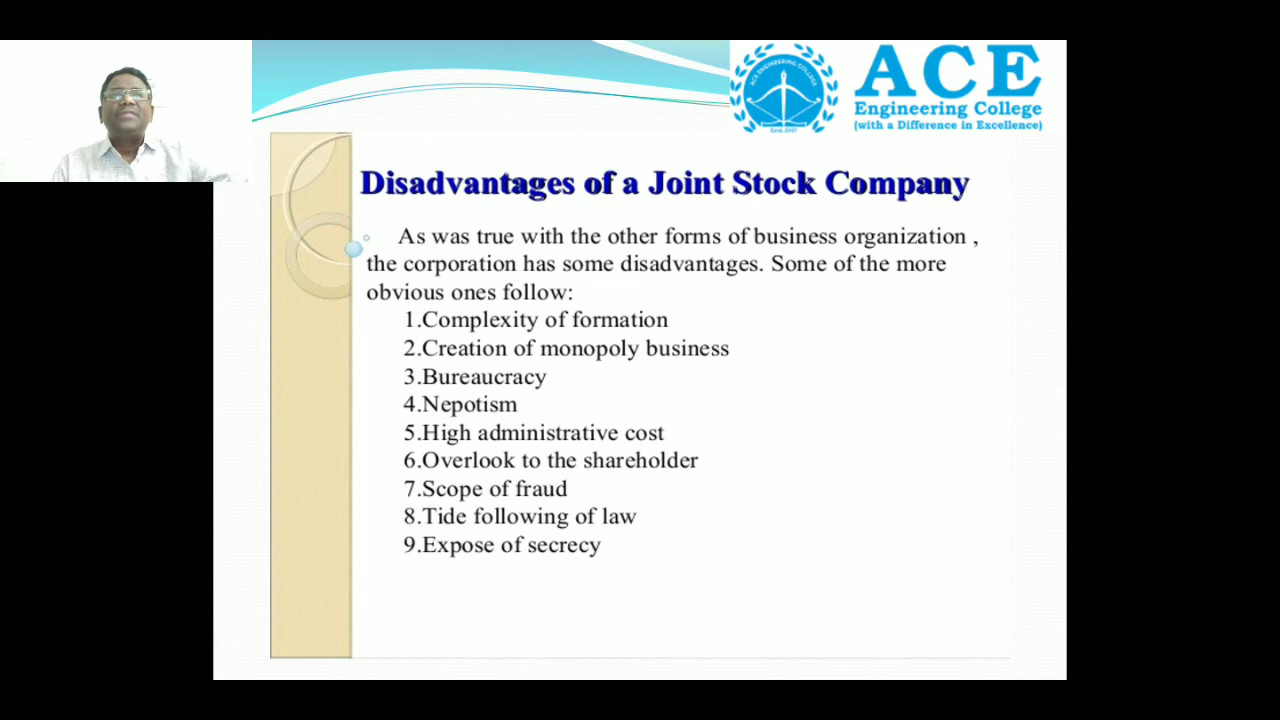 ACE ENGINEERING COLLEGE
ACE
Engineering College
(with a Difference in Excellence)
Disadvantages of a Joint Stock Company
As was true with the other forms of business organization ,
the corporation has some disadvantages. Some of the more
obvious ones follow:
1.Complexity of formation
2.Creation of monopoly business
3.Bureaucracy
4.Nepotism
5.High administrative cost
6.Overlook to the shareholder
7.Scope of fraud
8.Tide following of law
9.Expose of secrecy